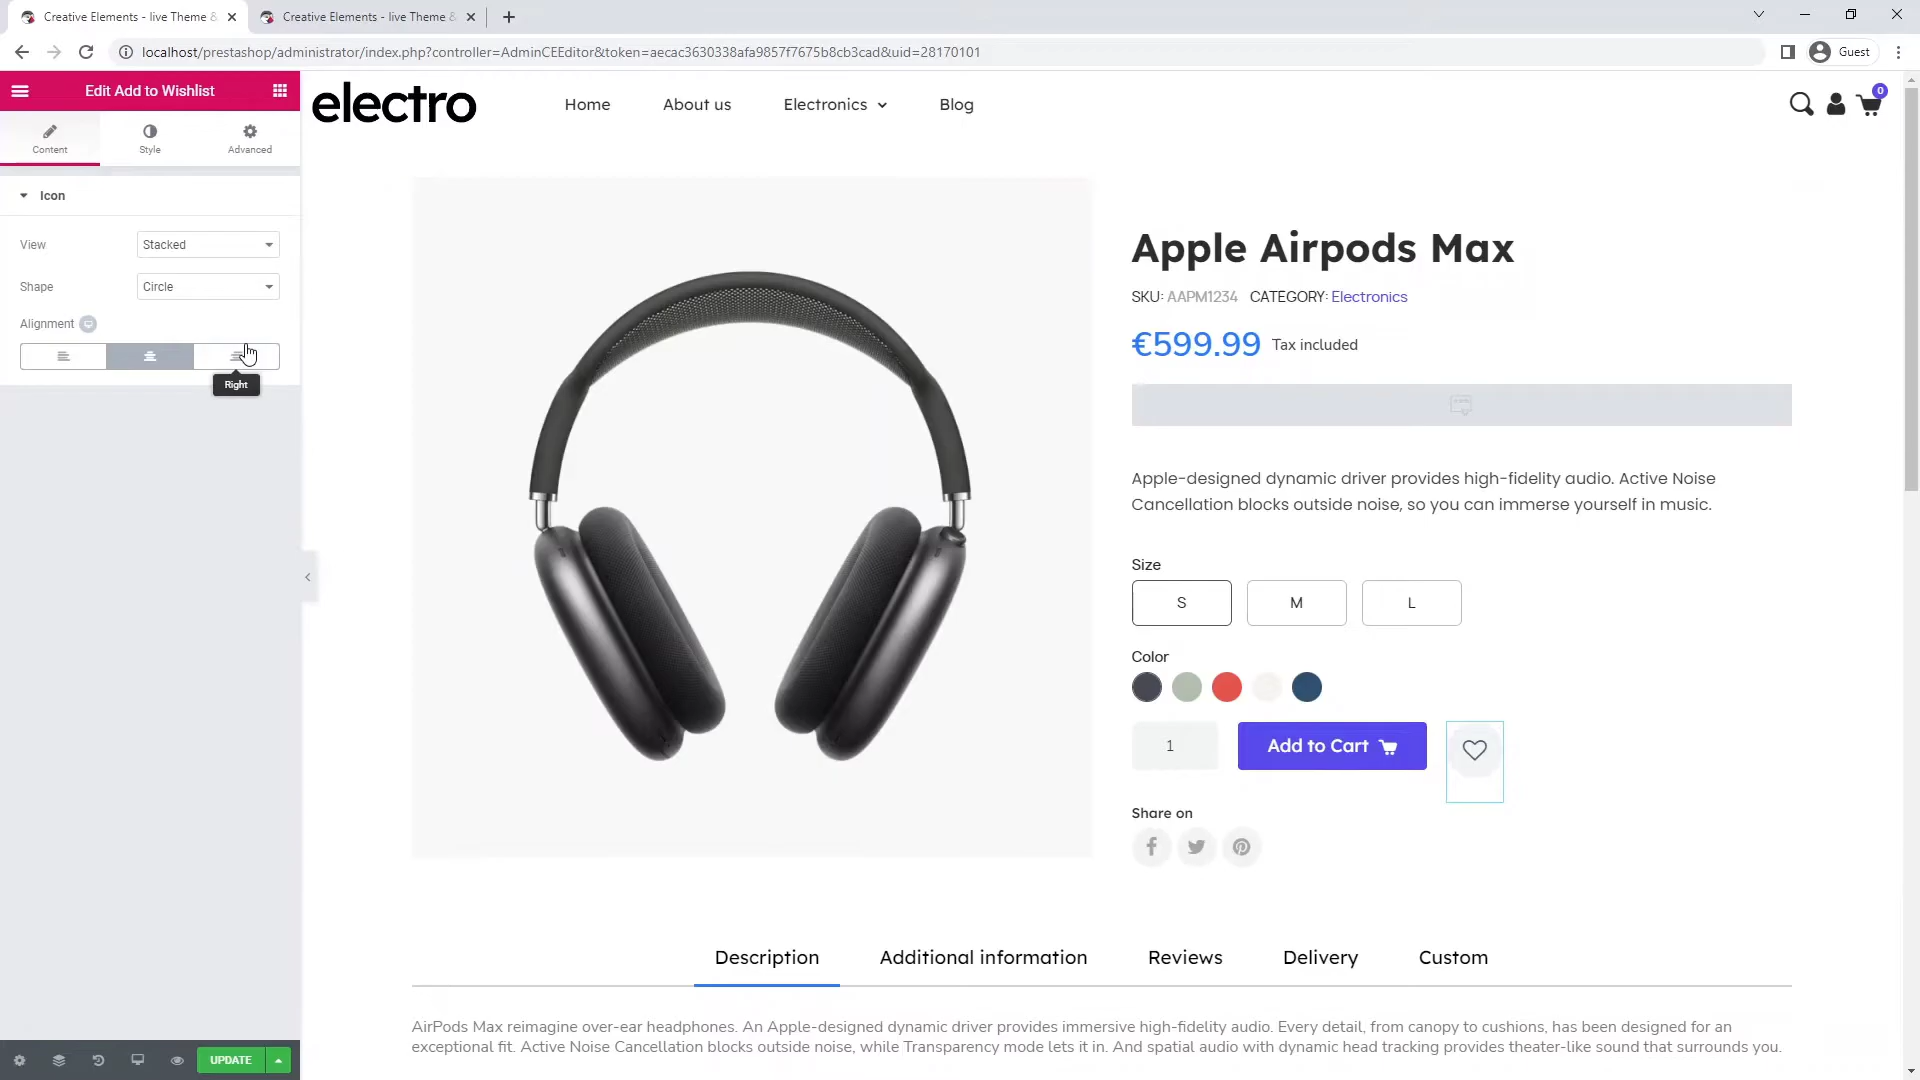 Creative Elements - live Theme &
Creative Elements - live Theme &
localhost/prestashop/administrator/index.php?controller=AdminCEEditor&token=aecac3630338afa9857f7675b8cb3cad&uid=28170101
Guest
Edit Add to Wishlist
Content
Style
Advanced
Icon
View
Stacked
Shape
Circle
Alignment
Right
UPDATE
electro
Home
About us
Electronics
Blog
0
Apple Airpods Max
SKU: AAPM1234 CATEGORY: Electronics
€599.99 Tax included
Apple-designed dynamic driver provides high-fidelity audio. Active Noise
Cancellation blocks outside noise, so you can immerse yourself in music.
Size
S
M
L
Color
1
Add to Cart
Share on
Description
Additional information
Reviews
Delivery
Custom
AirPods Max reimagine over-ear headphones. An Apple-designed dynamic driver provides immersive high-fidelity audio. Every detail, from canopy to cushions, has been designed for an
exceptional fit. Active Noise Cancellation blocks outside noise, while Transparency mode lets it in. And spatial audio with dynamic head tracking provides theater-like sound that surrounds you.